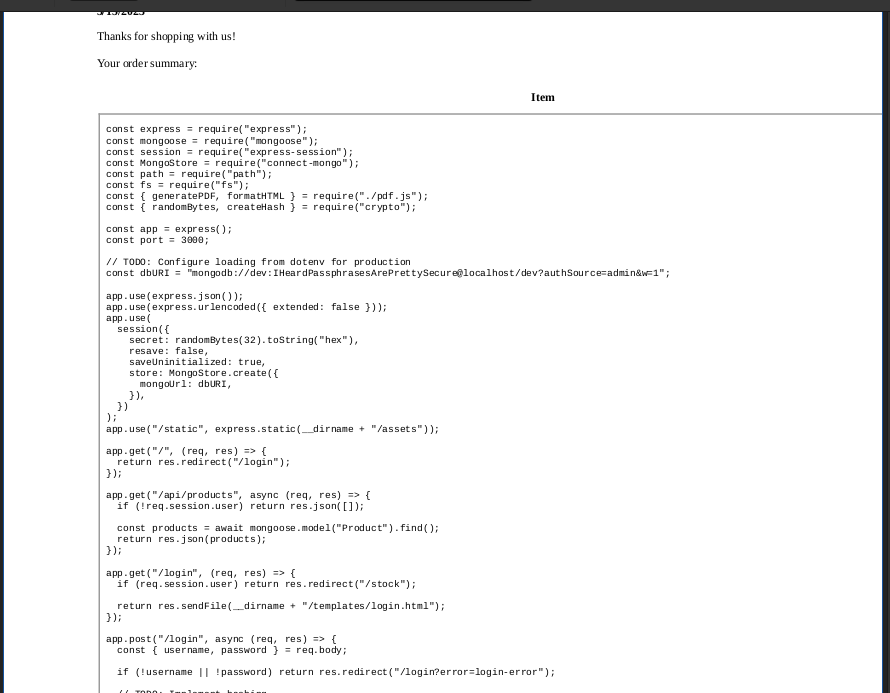 5/15/2023
Thanks for shopping with us!
Your order summary:
Item
const express = require("express");
const mongoose = require("mongoose");
const session = require("express-session");
const MongoStore = require("connect-mongo");
const path = require("path");
const fs = require("fs");
const { generatePDF, formatHTML } = require("./pdf.js");
const { randomBytes, createHash } = require("crypto");

const app = express();
const port = 3000;

// TODO: Configure loading from dotenv for production
const dbURI = "mongodb://dev:IHeardPassphrasesArePrettySecure@localhost/dev?authSource=admin&w=1";

app.use(express.json());
app.use(express.urlencoded({ extended: false }));
app.use(
  session({
    secret: randomBytes(32).toString("hex"),
    resave: false,
    saveUninitialized: true,
    store: MongoStore.create({
      mongoUrl: dbURI,
    }),
  })
);
app.use("/static", express.static(__dirname + "/assets"));

app.get("/", (req, res) => {
  return res.redirect("/login");
});

app.get("/api/products", async (req, res) => {
  if (!req.session.user) return res.json([]);

  const products = await mongoose.model("Product").find();
  return res.json(products);
});

app.get("/login", (req, res) => {
  if (req.session.user) return res.redirect("/stock");

  return res.sendFile(__dirname + "/templates/login.html");
});

app.post("/login", async (req, res) => {
  const { username, password } = req.body;

  if (!username || !password) return res.redirect("/login?error=login-error");

  // TODO: Implement hashing